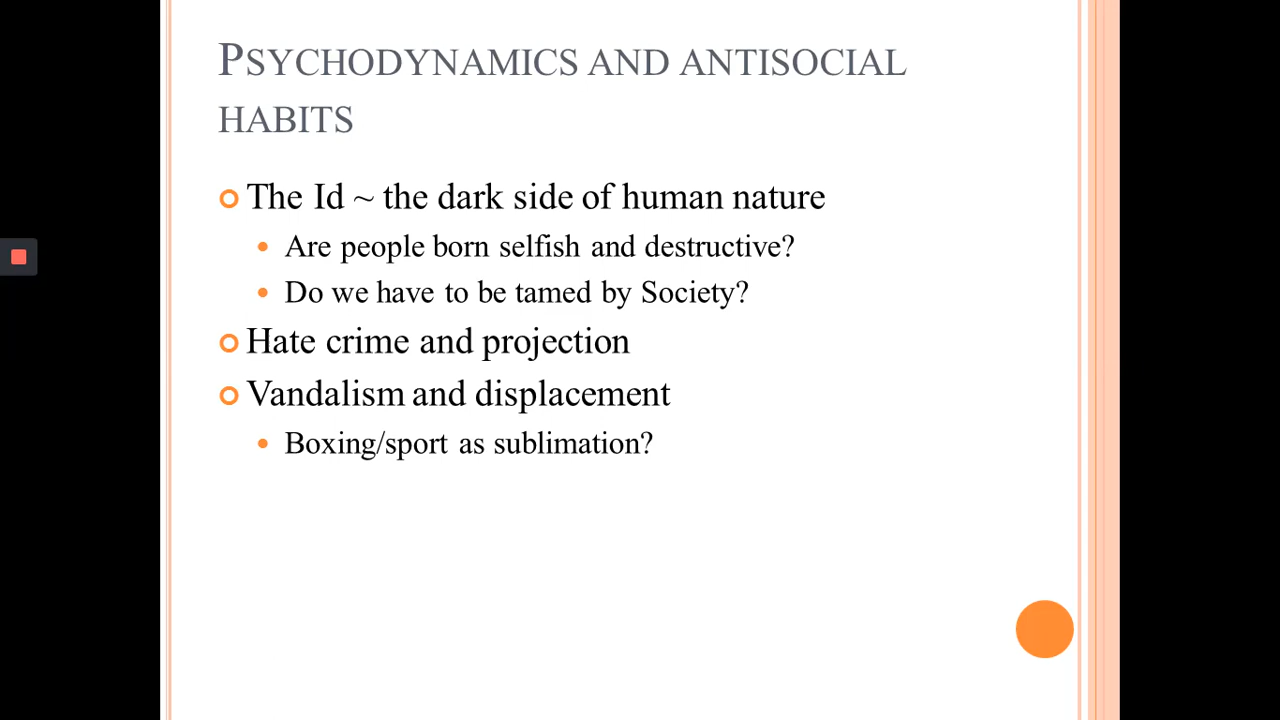 PSYCHODYNAMICS AND ANTISOCIAL
HABITS
The Id ~ the dark side of human nature
Are people born selfish and destructive?
Do we have to be tamed by Society?
Hate crime and projection
Vandalism and displacement
Boxing/sport as sublimation?